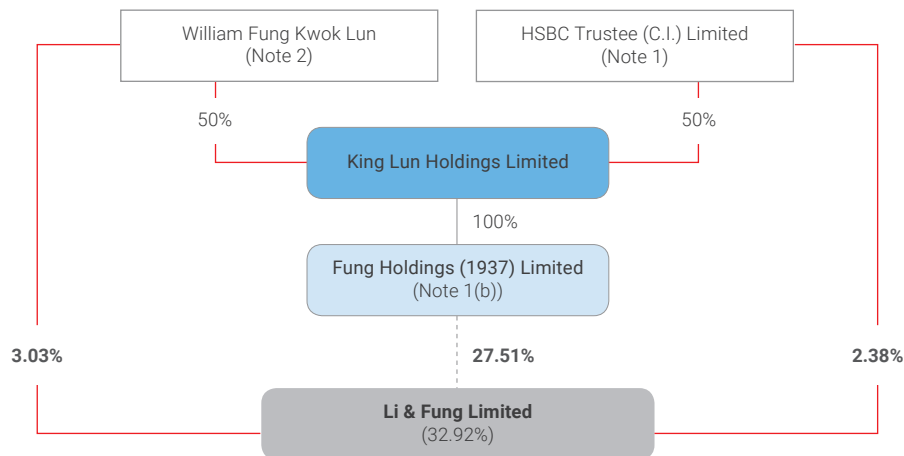 William Fung Kwok Lun
(Note 2)
HSBC Trustee (C.I.) Limited
(Note 1)
50%
50%
King Lun Holdings Limited
100%
Fung Holdings (1937) Limited
(Note 1(b))
3.03%
27.51%
2.38%
Li & Fung Limited
(32.92%)